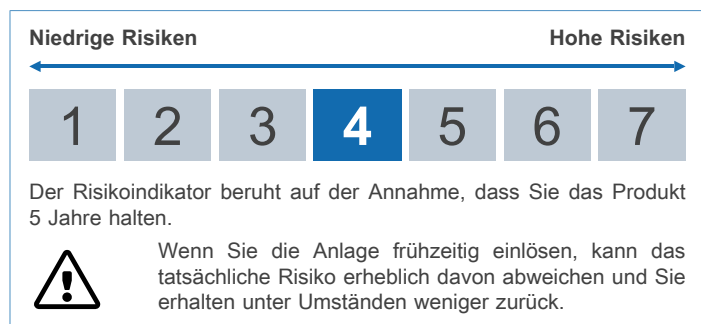 Niedrige Risiken Hohe Risiken
1 2 3 4 5 6 7
Der Risikoindikator beruht auf der Annahme, dass Sie das Produkt
5 Jahre halten.
Wenn Sie die Anlage frühzeitig einlösen, kann das
tatsächliche Risiko erheblich davon abweichen und Sie
erhalten unter Umständen weniger zurück.